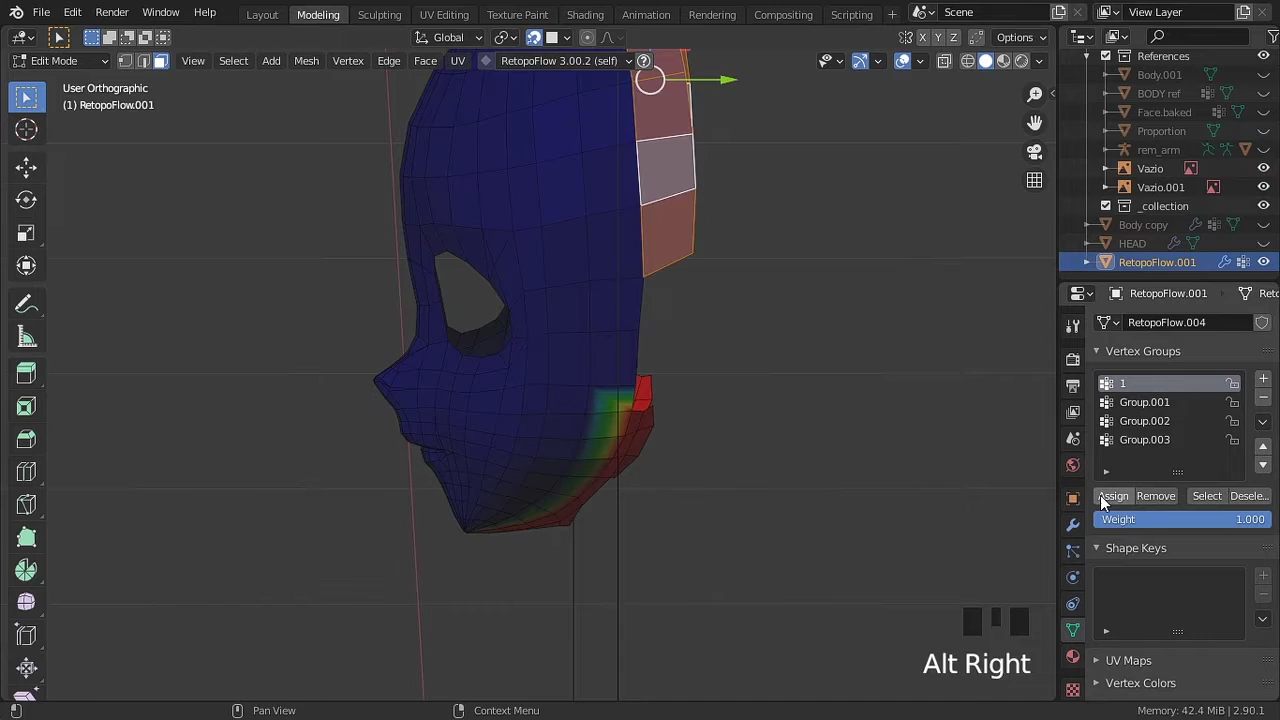 File Edit Render Window Help Layout Modeling Sculpting UV Editing Texture Paint Shading Animation Rendering Compositing Scripting + Scene View Layer
Global X Y Z Options
Edit Mode View Select Add Mesh Vertex Edge Face UV RetopoFlow 3.00.2 (self)
User Orthographic
(1) RetopoFlow.001
References
Body.001
BODY ref
Face.baked
Proportion
rem_arm
Vazio
Vazio.001
_collection
Body copy
HEAD
RetopoFlow.001
RetopoFlow.001
RetopoFlow.004
Vertex Groups
1
Group.001
Group.002
Group.003
Assign Remove Select Desele...
Weight 1.000
Shape Keys
UV Maps
Vertex Colors
Alt Right
Pan View Context Menu Memory: 42.4 MiB | 2.90.1